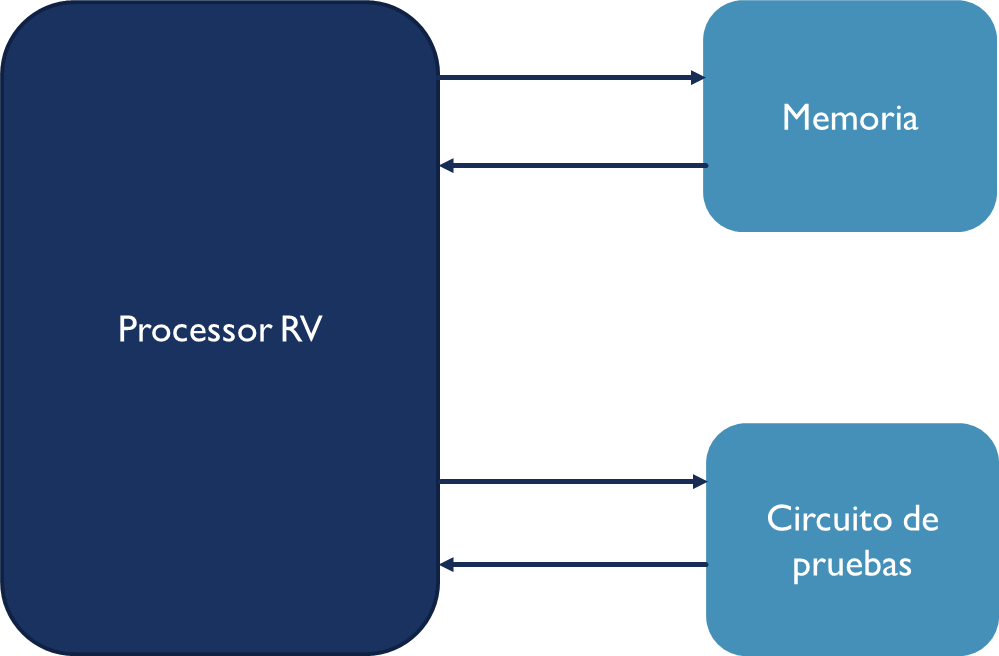 Memoria
Processor RV
Circuito de
pruebas